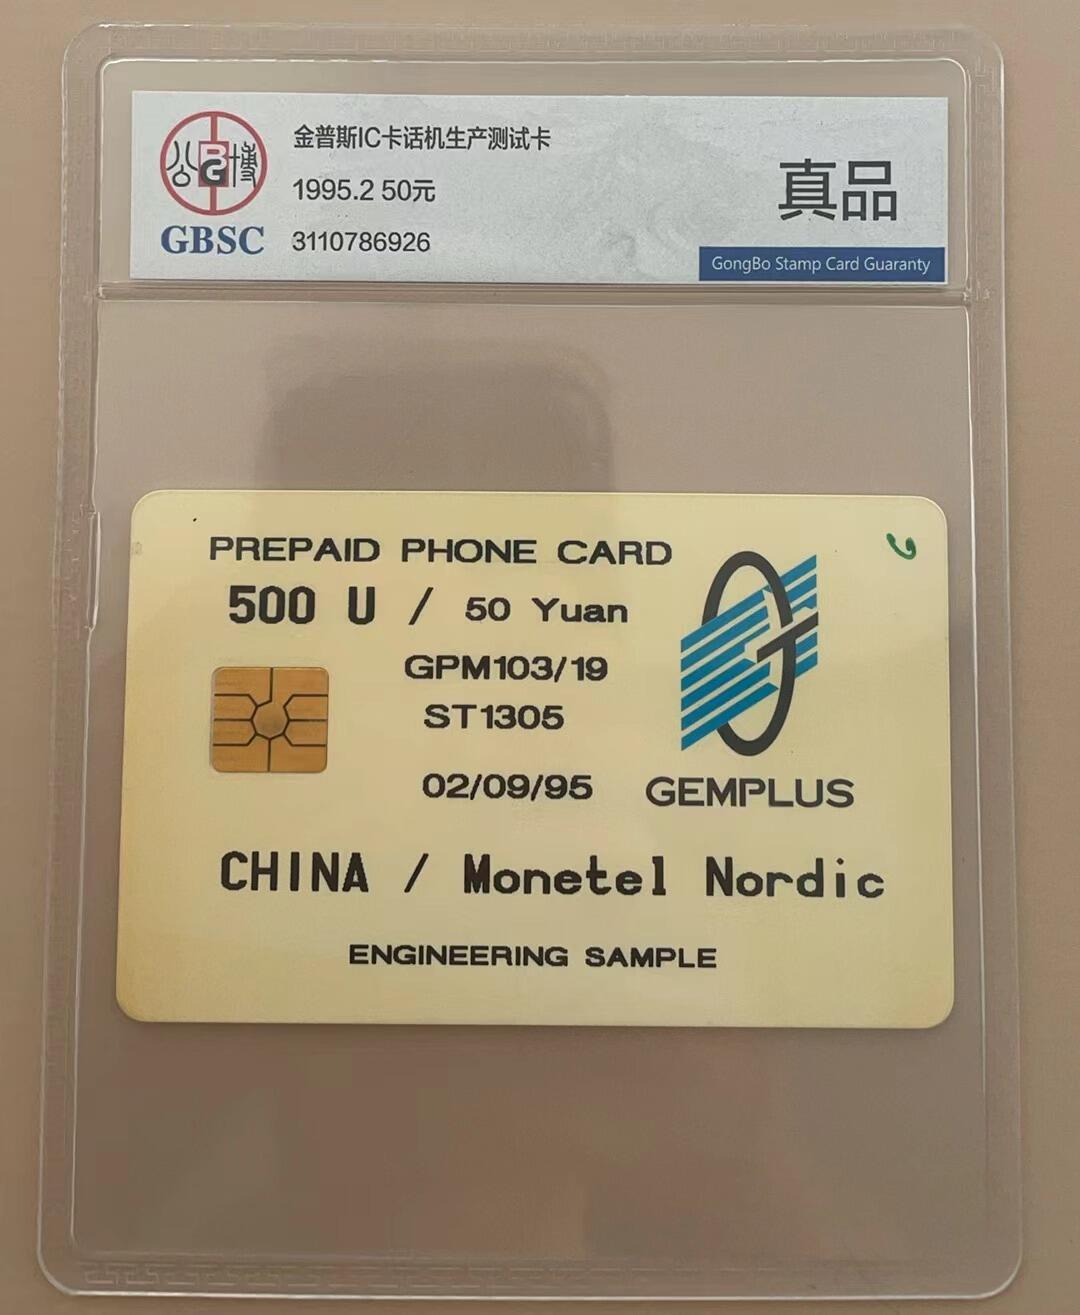 公博
BG
GBSC
金普斯IC卡话机生产测试卡
1995.2 50元
3110786926
真品
GongBo Stamp Card Guaranty
PREPAID PHONE CARD
500 U / 50 Yuan
GPM103/19
ST1305
02/09/95
GEMPLUS
CHINA / Monetel Nordic
ENGINEERING SAMPLE